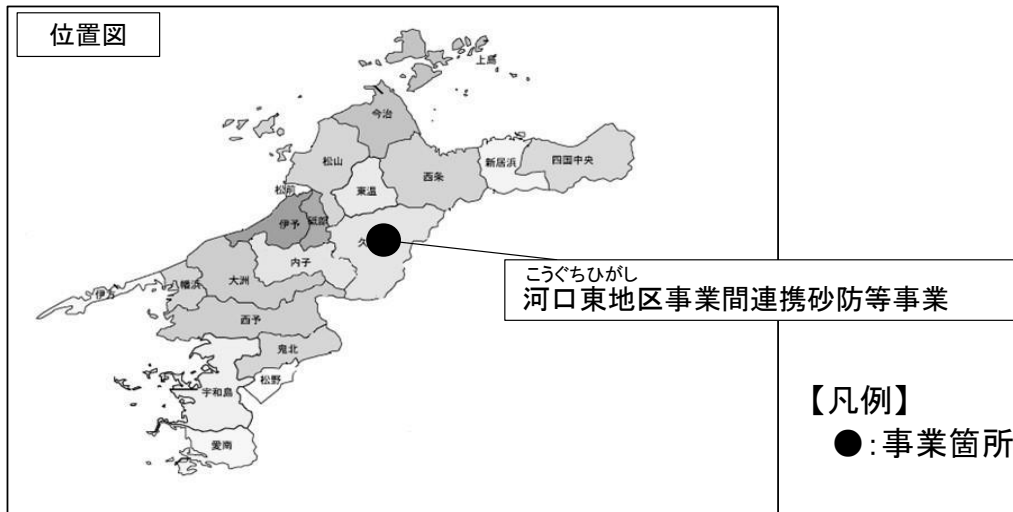 位置図
上島
今治
松山
新居浜
四国中央
西条
東温
松前
伊予
砥部
久
内子
大洲
八幡浜
伊方
西予
鬼北
松野
宇和島
愛南
こうぐちひがし
河口東地区事業間連携砂防等事業
【凡例】
●:事業箇所